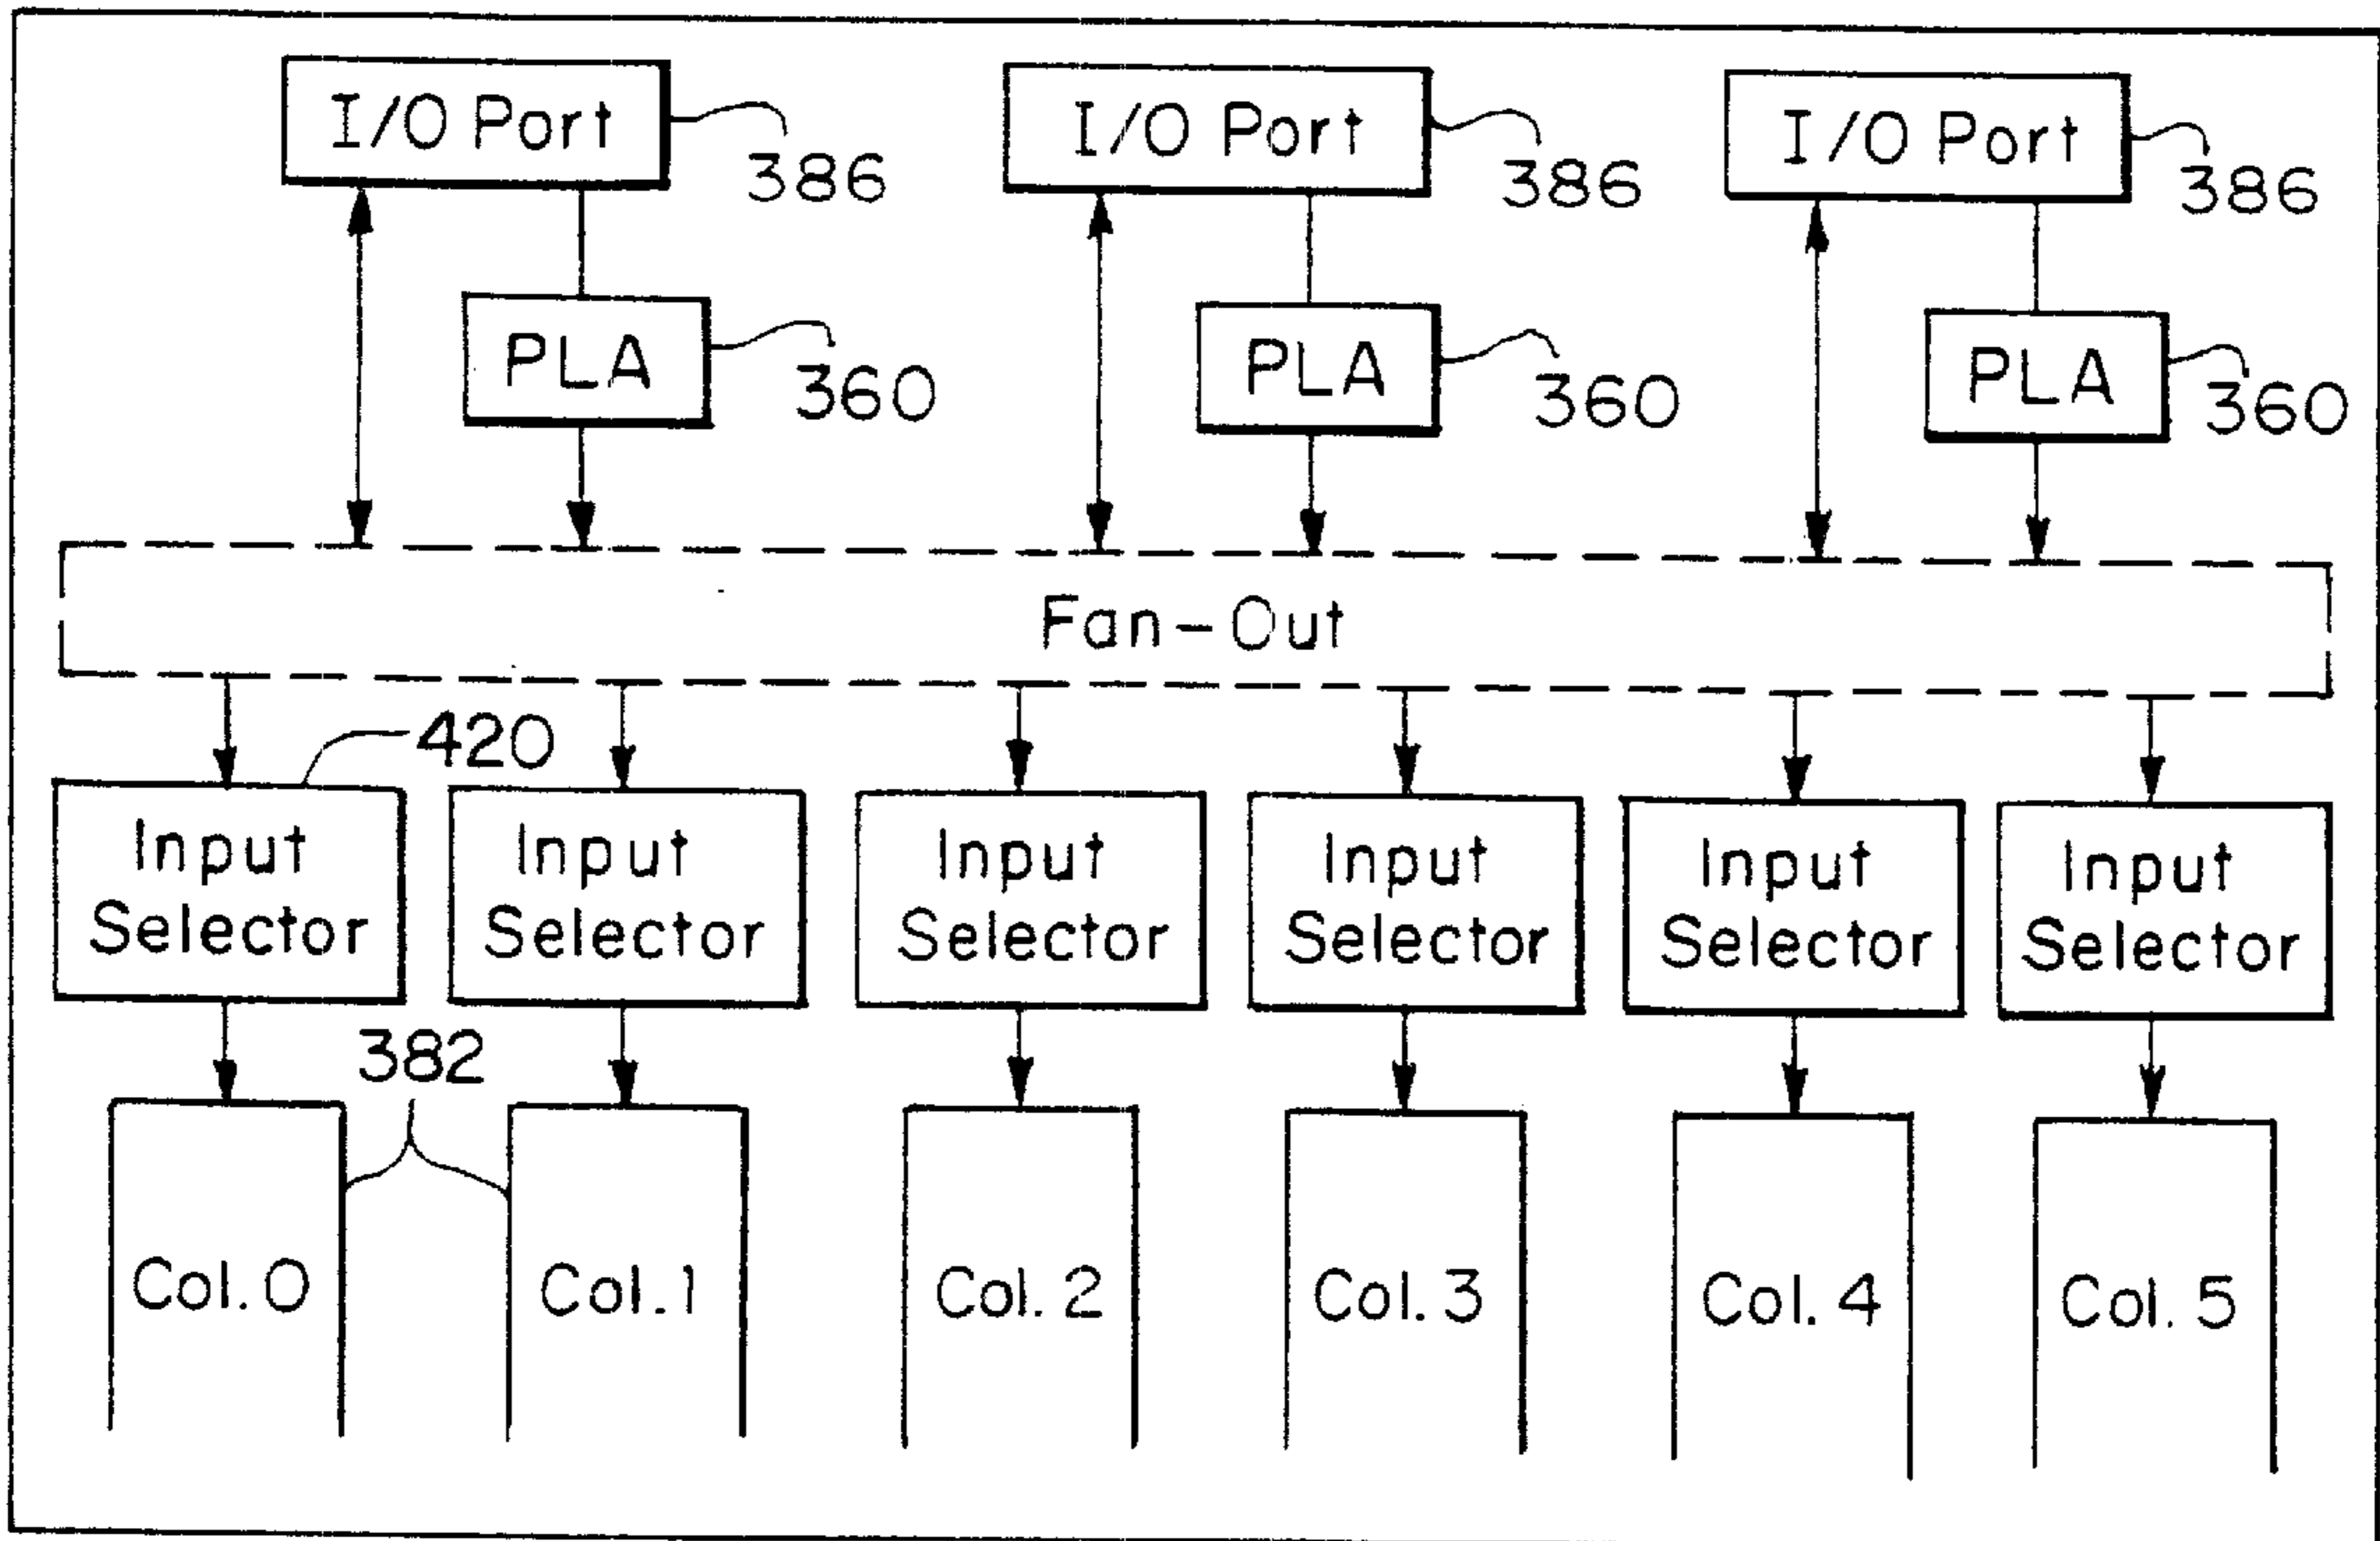 I/O Port
I/O Port
I/O Port
386
386
386
PLA
PLA
PLA
360
360
360
Fan-Out
420
Input
Selector
Input
Selector
Input
Selector
Input
Selector
Input
Selector
Input
Selector
382
Col. 0
Col. 1
Col. 2
Col. 3
Col. 4
Col. 5